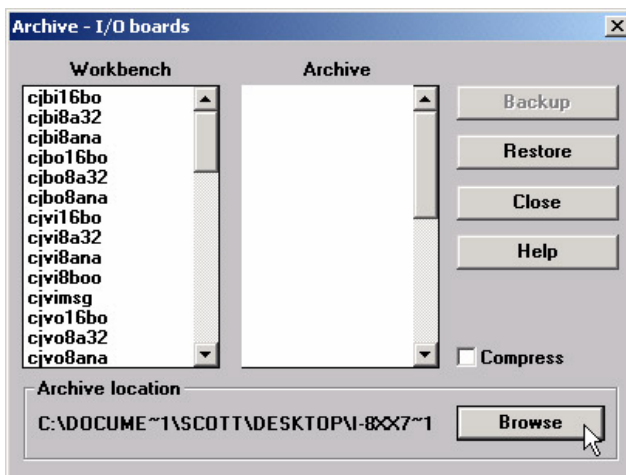 Archive - I/O boards
Workbench
Archive
cjbi16bo
cjbi8a32
cjbi8ana
cjbo16bo
cjbo8a32
cjbo8ana
cjvi16bo
cjvi8a32
cjvi8ana
cjvi8boo
cjvimsg
cjvo16bo
cjvo8a32
cjvo8ana
Backup
Restore
Close
Help
Compress
Archive location
C:\DOCUME~1\SCOTT\DESKTOP\I-8XX7~1
Browse